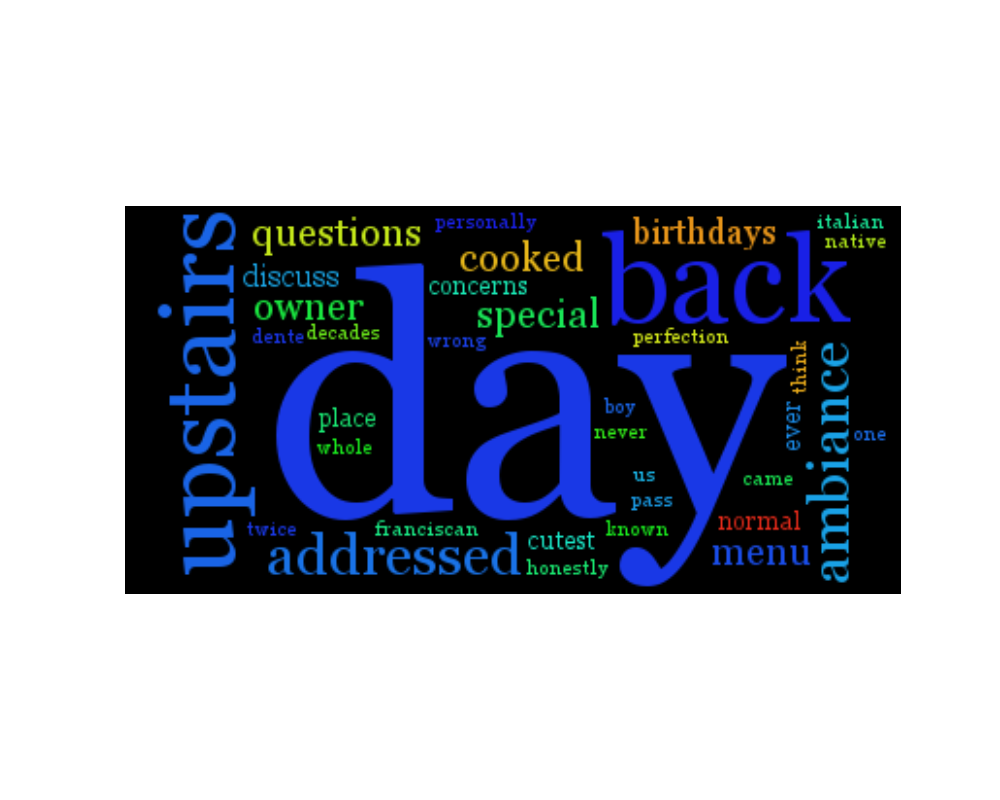 upstairs
questions
personally
birthdays
italian
native
discuss
cooked
back
concerns
owner
special
dente
decades
wrong
perfection
day
think
ambiance
place
whole
boy
never
ever
one
us
pass
came
twice
franciscan
known
normal
addressed
cutest
honestly
menu